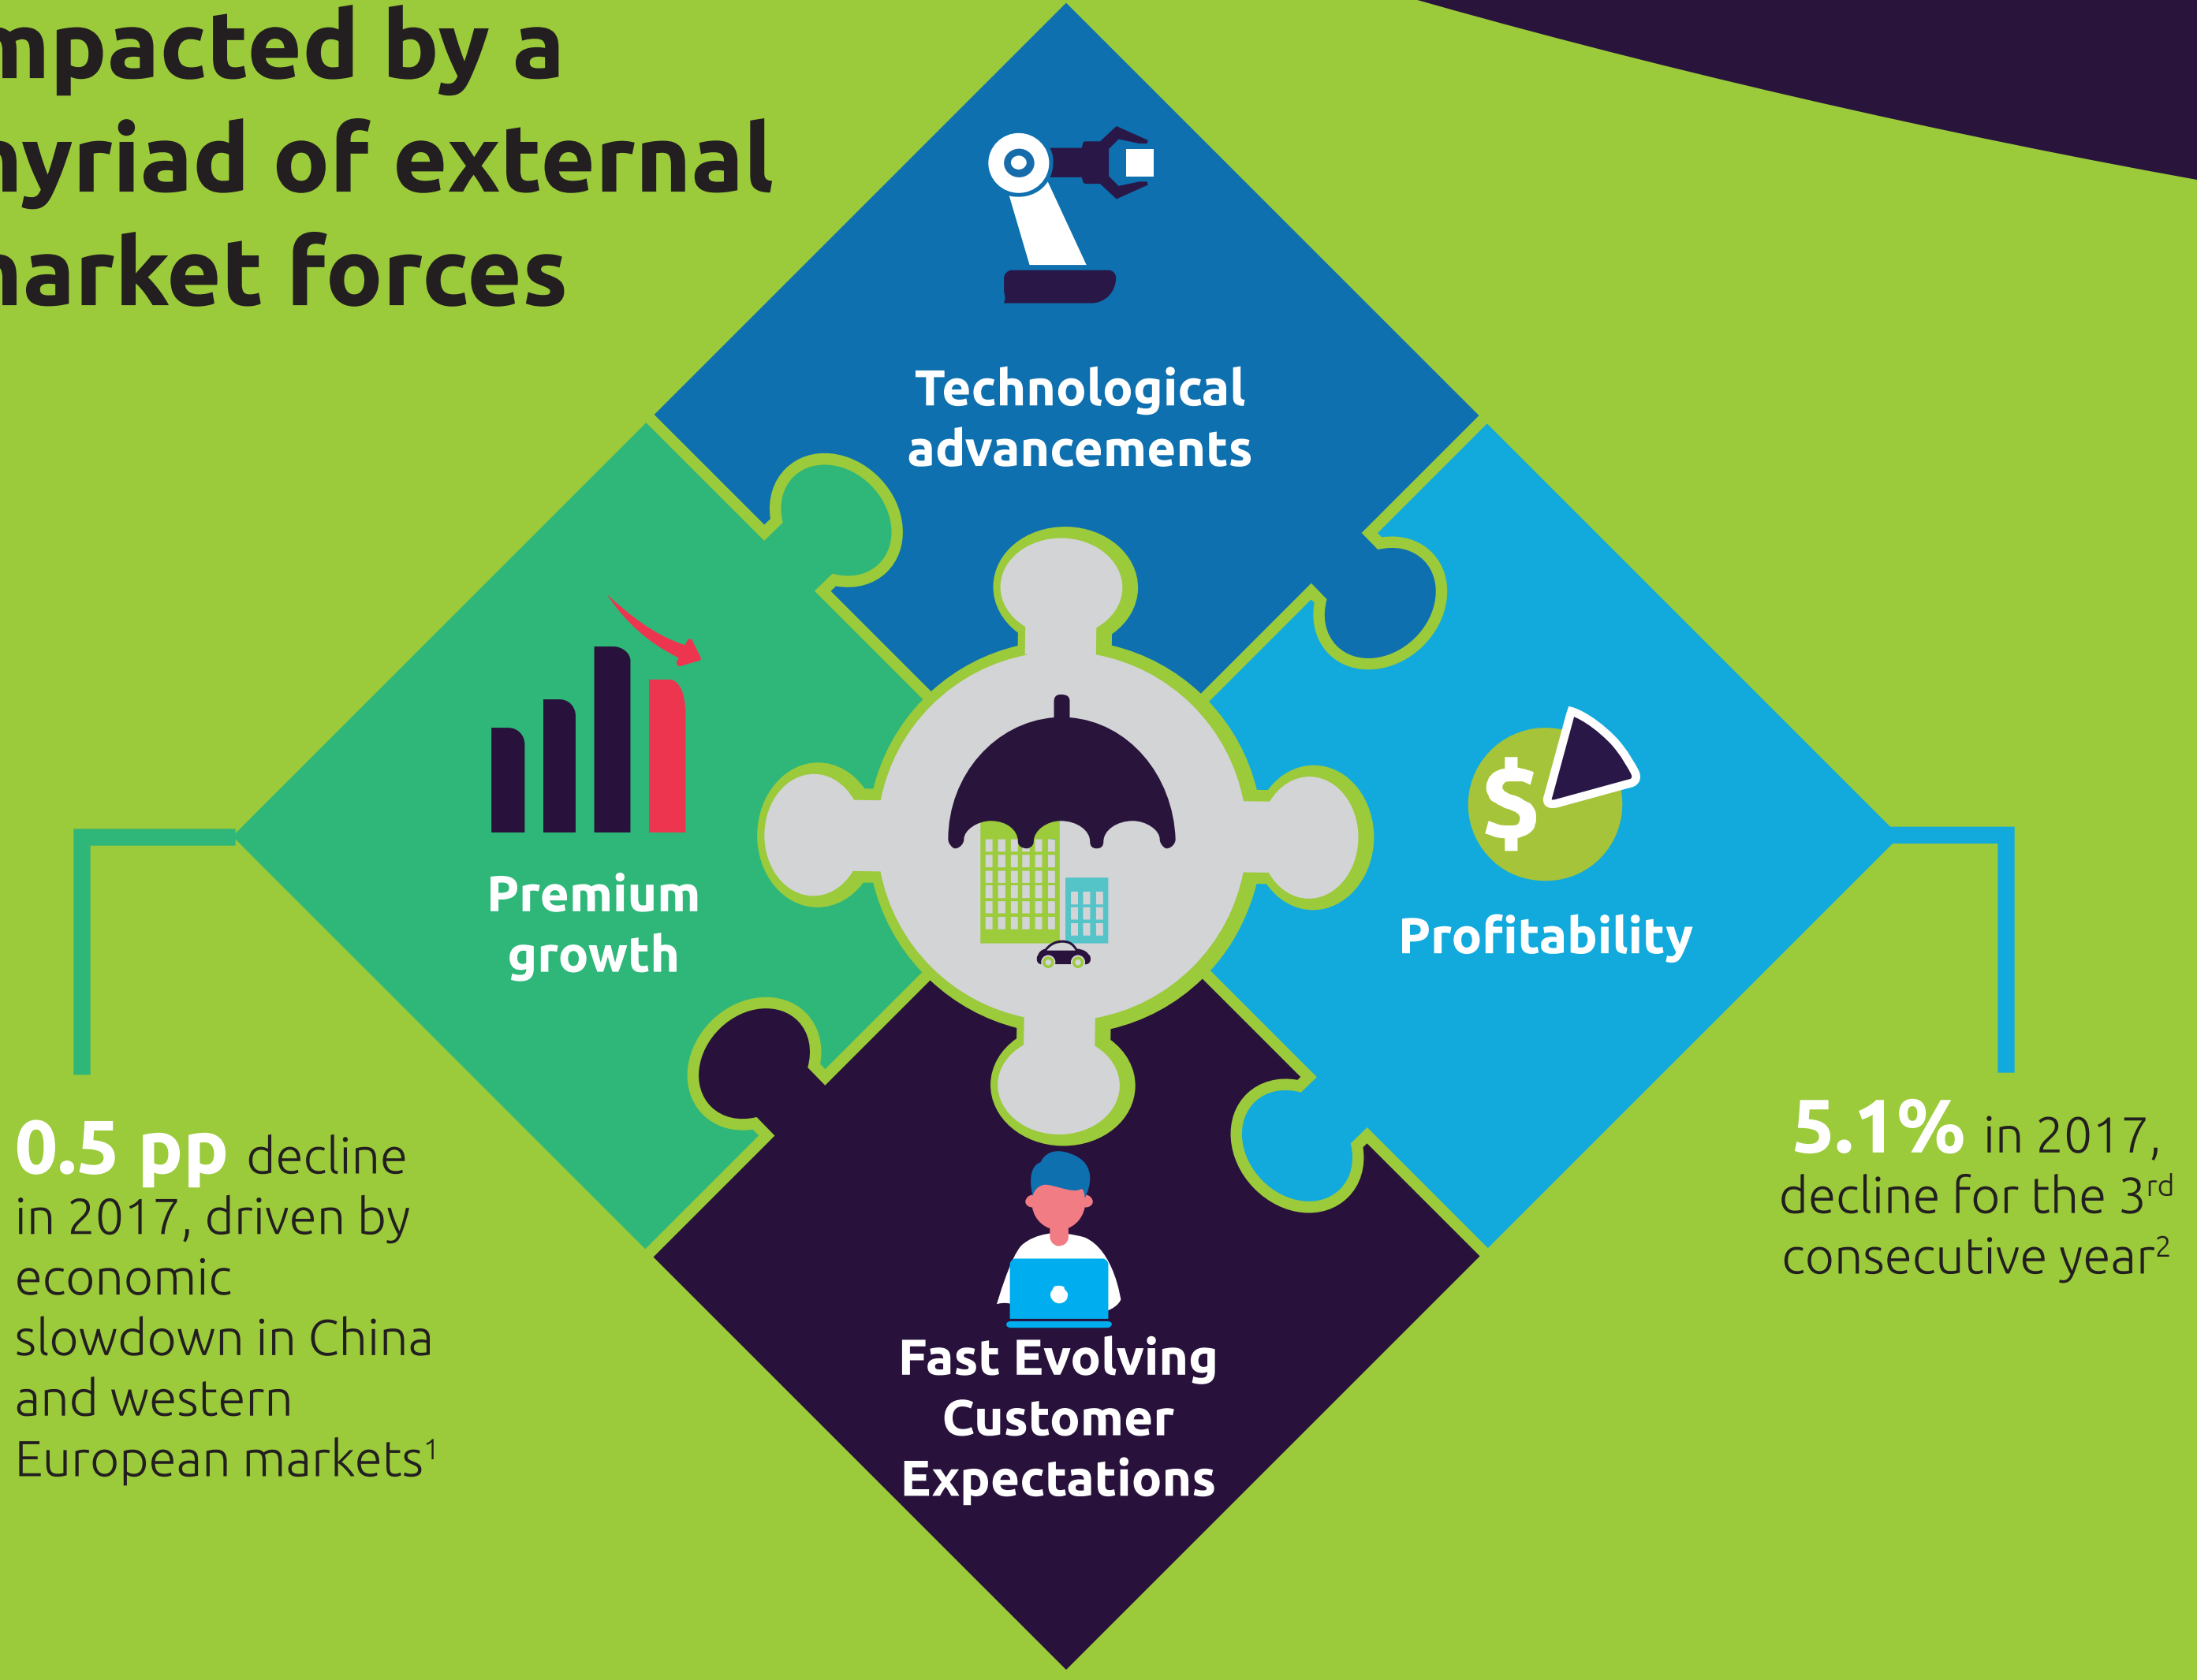 mpacted by a
myriad of external
market forces
Technological
advancements
Premium
growth
$
Profitability
0.5 pp decline
in 2017, driven by
economic
slowdown in China
and western
European markets1
5.1% in 2017,
decline for the 3rd
consecutive year2
Fast Evolving
Customer
Expectations